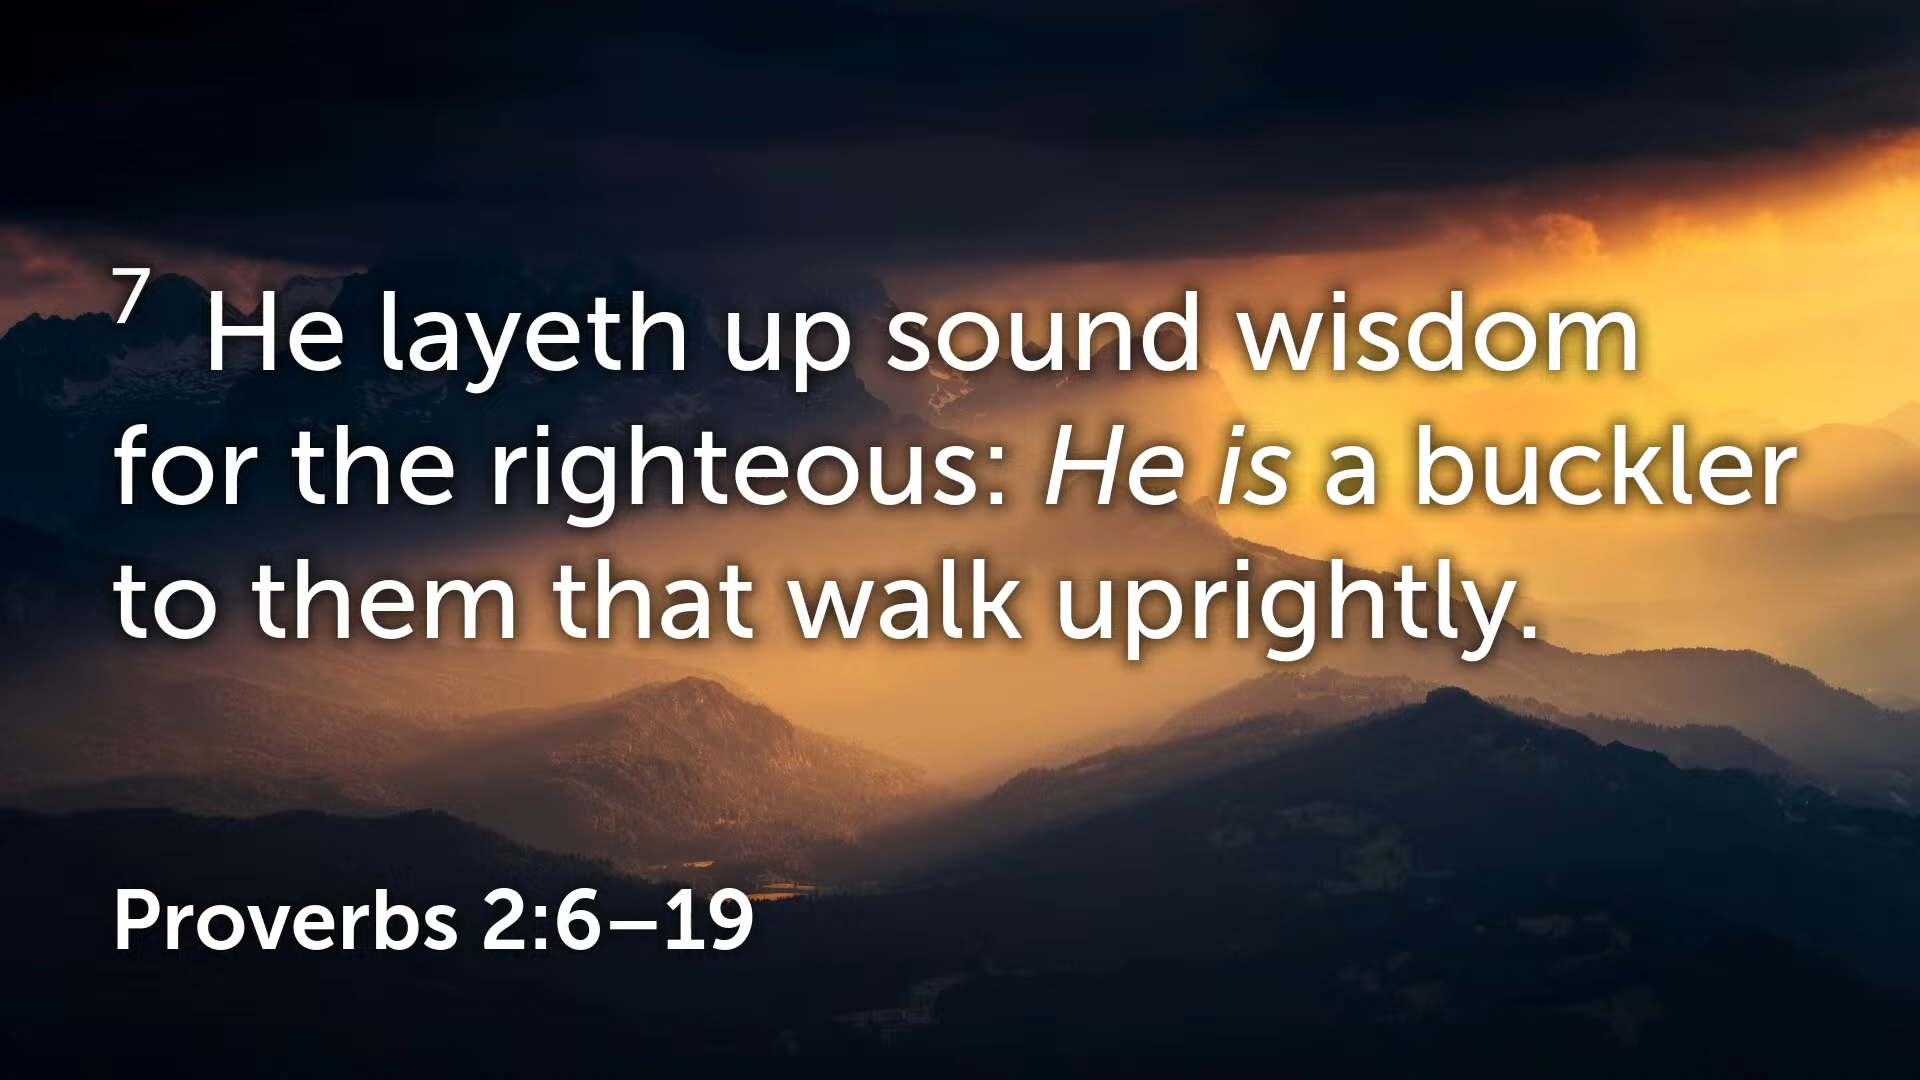 7 He layeth up sound wisdom
for the righteous: He is a buckler
to them that walk uprightly.
Proverbs 2:6–19